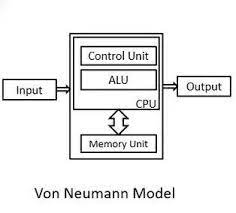 Control Unit
ALU
CPU
Input
Output
Memory Unit
Von Neumann Model